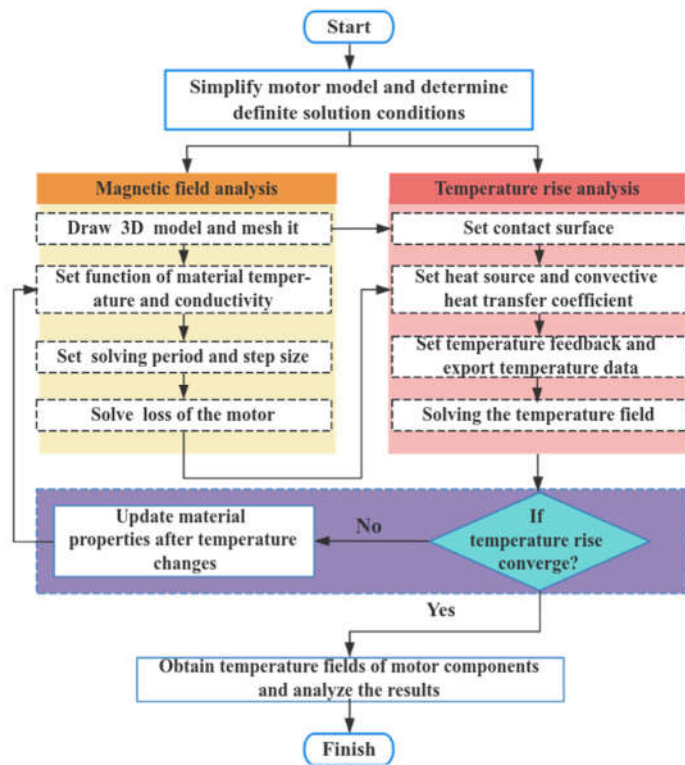 Start
Simplify motor model and determine
definite solution conditions
Magnetic field analysis
Draw 3D model and mesh it
Set function of material temper-
ature and conductivity
Set solving period and step size
Solve loss of the motor
Temperature rise analysis
Set contact surface
Set heat source and convective
heat transfer coefficient
Set temperature feedback and
export temperature data
Solving the temperature field
If
temperature rise
converge?
No
Update material
properties after temperature
changes
Yes
Obtain temperature fields of motor components
and analyze the results
Finish